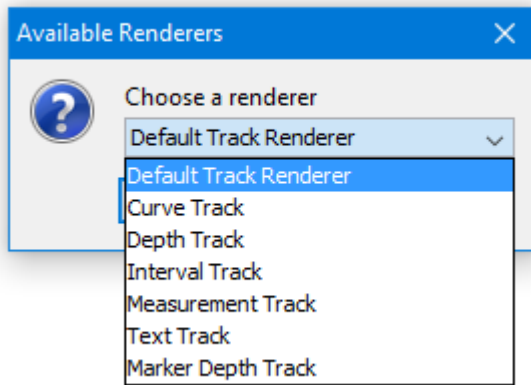 Available Renderers
?
Choose a renderer
Default Track Renderer
Default Track Renderer
Curve Track
Depth Track
Interval Track
Measurement Track
Text Track
Marker Depth Track